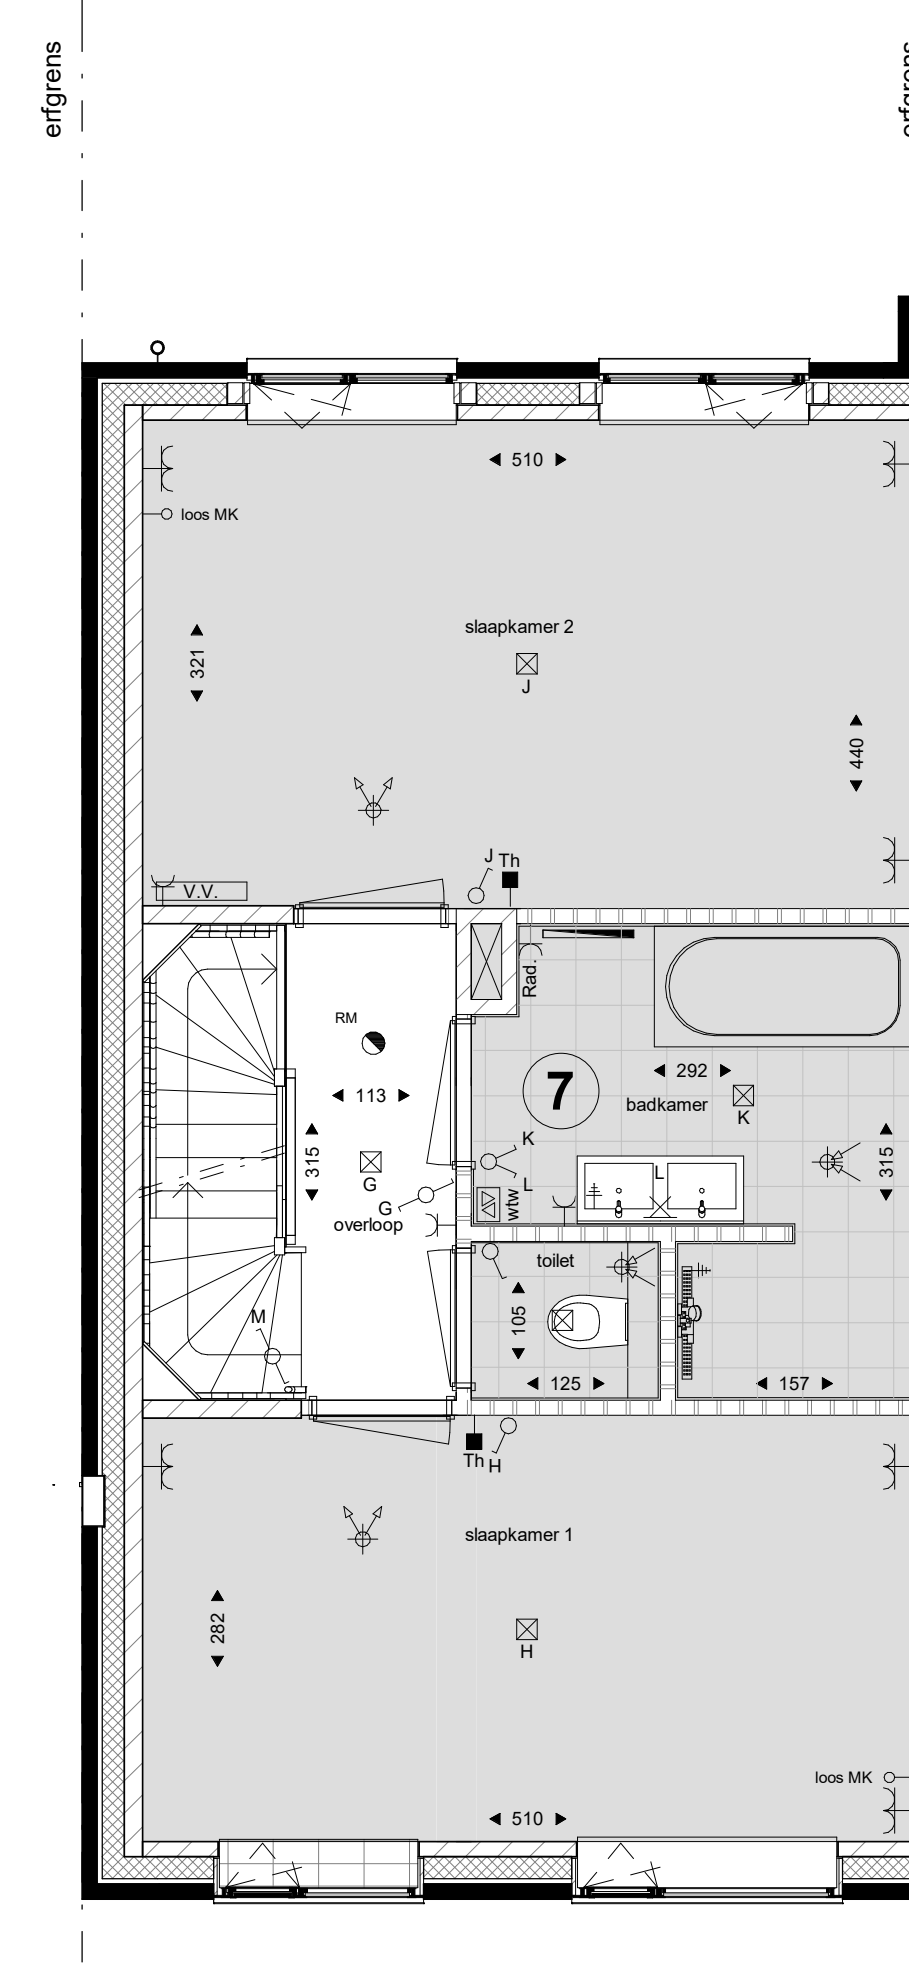 erfgrens
erfgrens
510
loos MK
slaapkamer 2
J
321
440
J
Th
V.V.
Rad.
RM
7
292
badkamer
K
113
315
G
G
overloop
K
L
wtw
L
315
toilet
105
125
157
M
Th
H
slaapkamer 1
282
H
loos MK
510